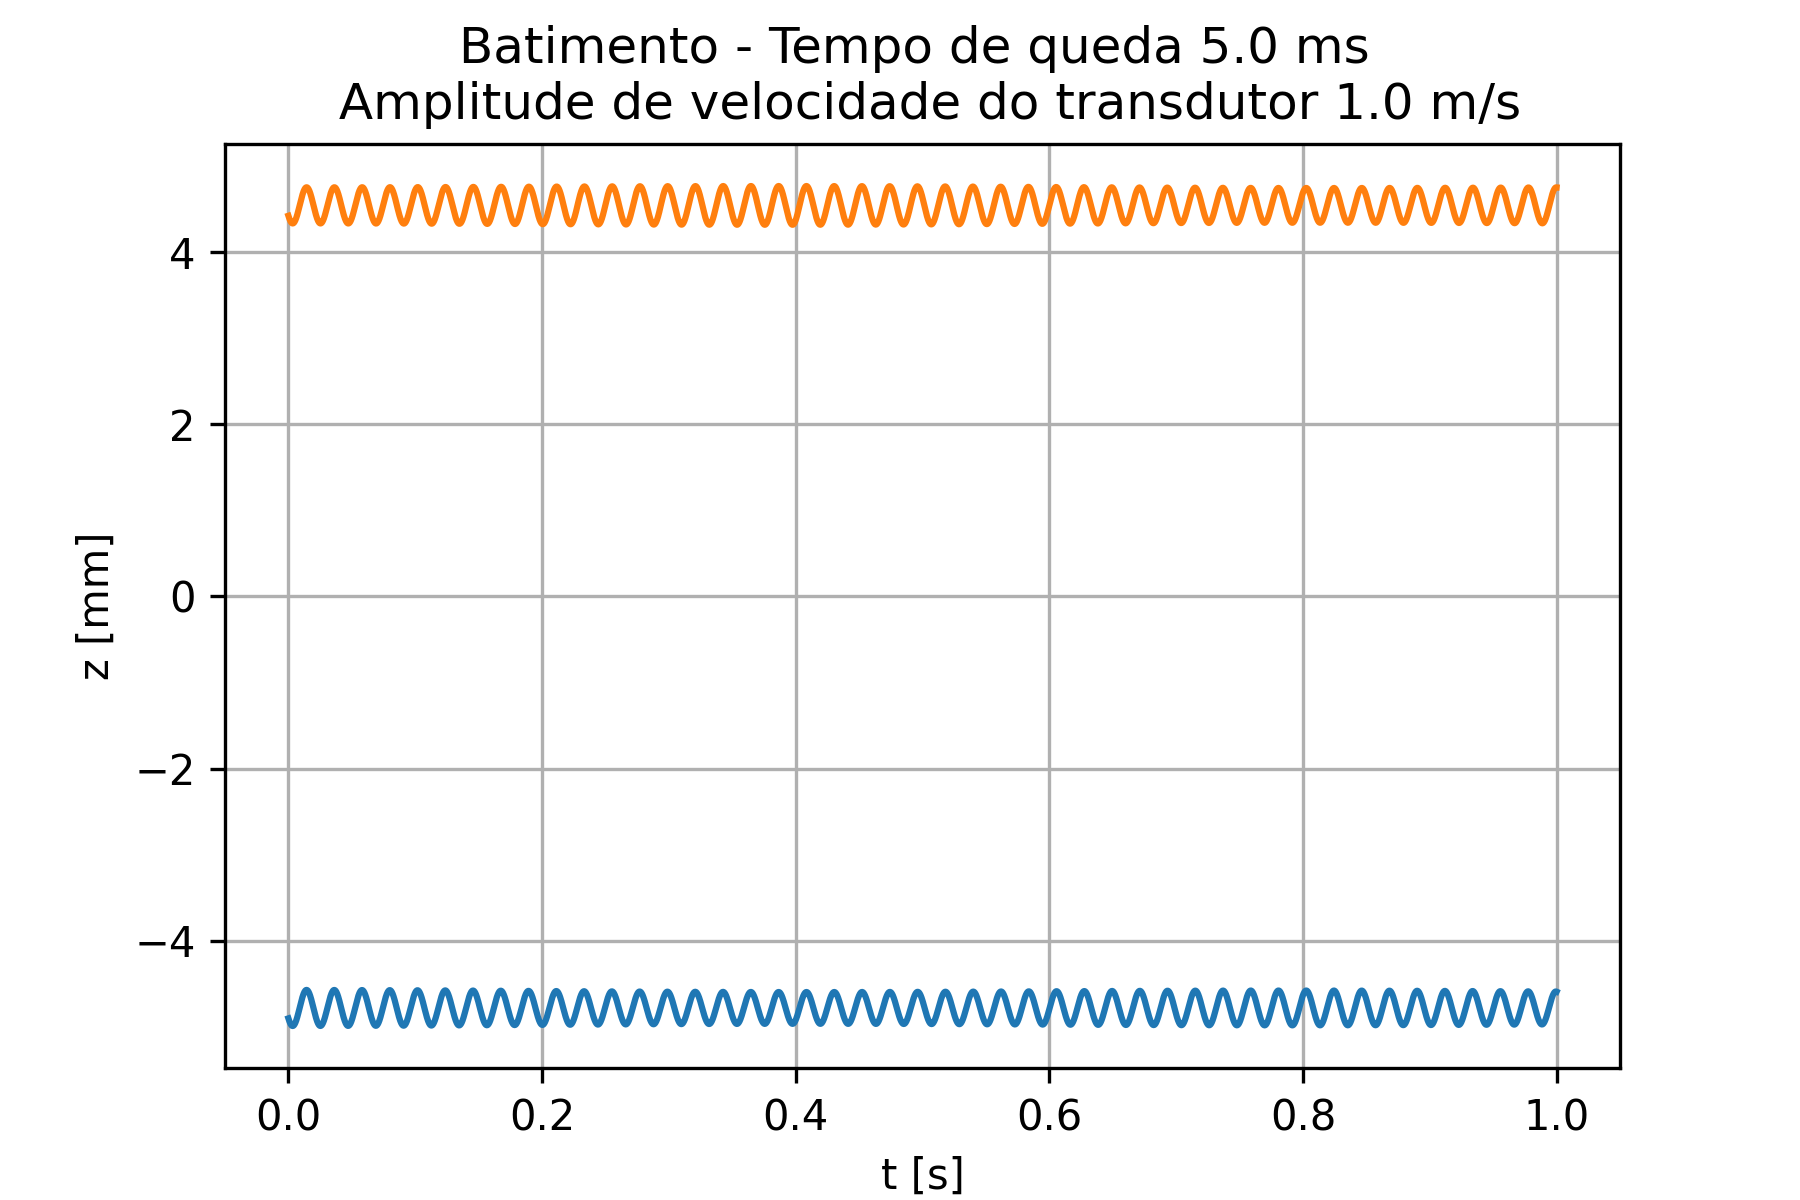 Batimento - Tempo de queda 5.0 ms
Amplitude de velocidade do transdutor 1.0 m/s
4
2
0
−2
−4
z [mm]
0.0 0.2 0.4 0.6 0.8 1.0
t [s]